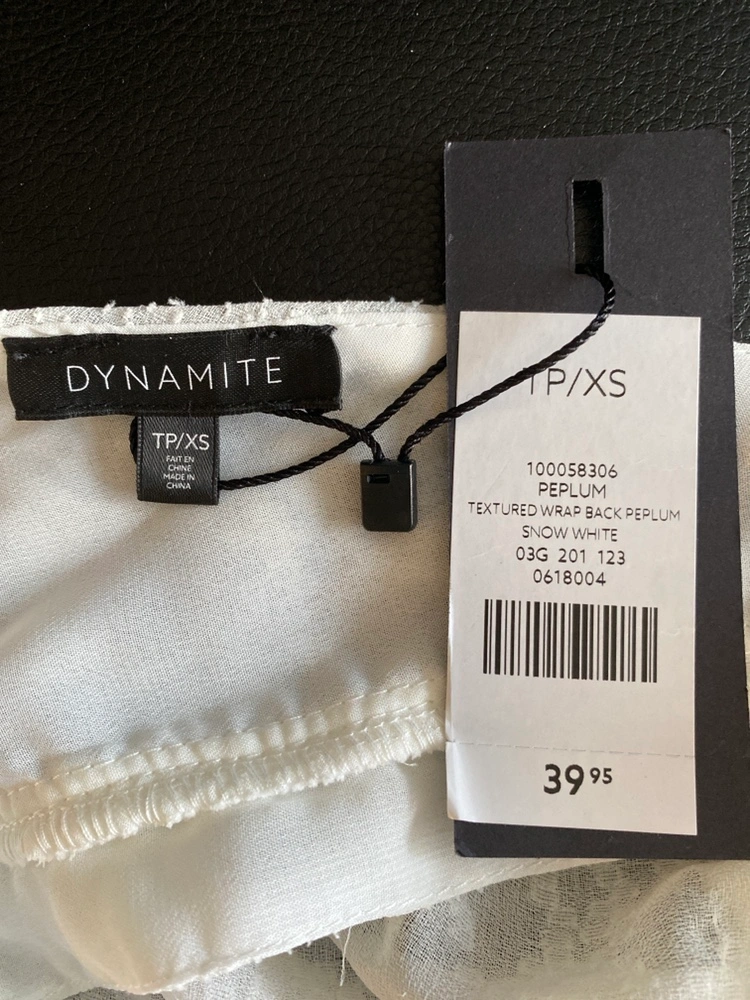 DYNAMITE
TP/XS
FAIT EN
CHINE
MADE IN
CHINA
TP/XS
100058306
PEPLUM
TEXTURED WRAP BACK PEPLUM
SNOW WHITE
03G 201 123
0618004
39 95